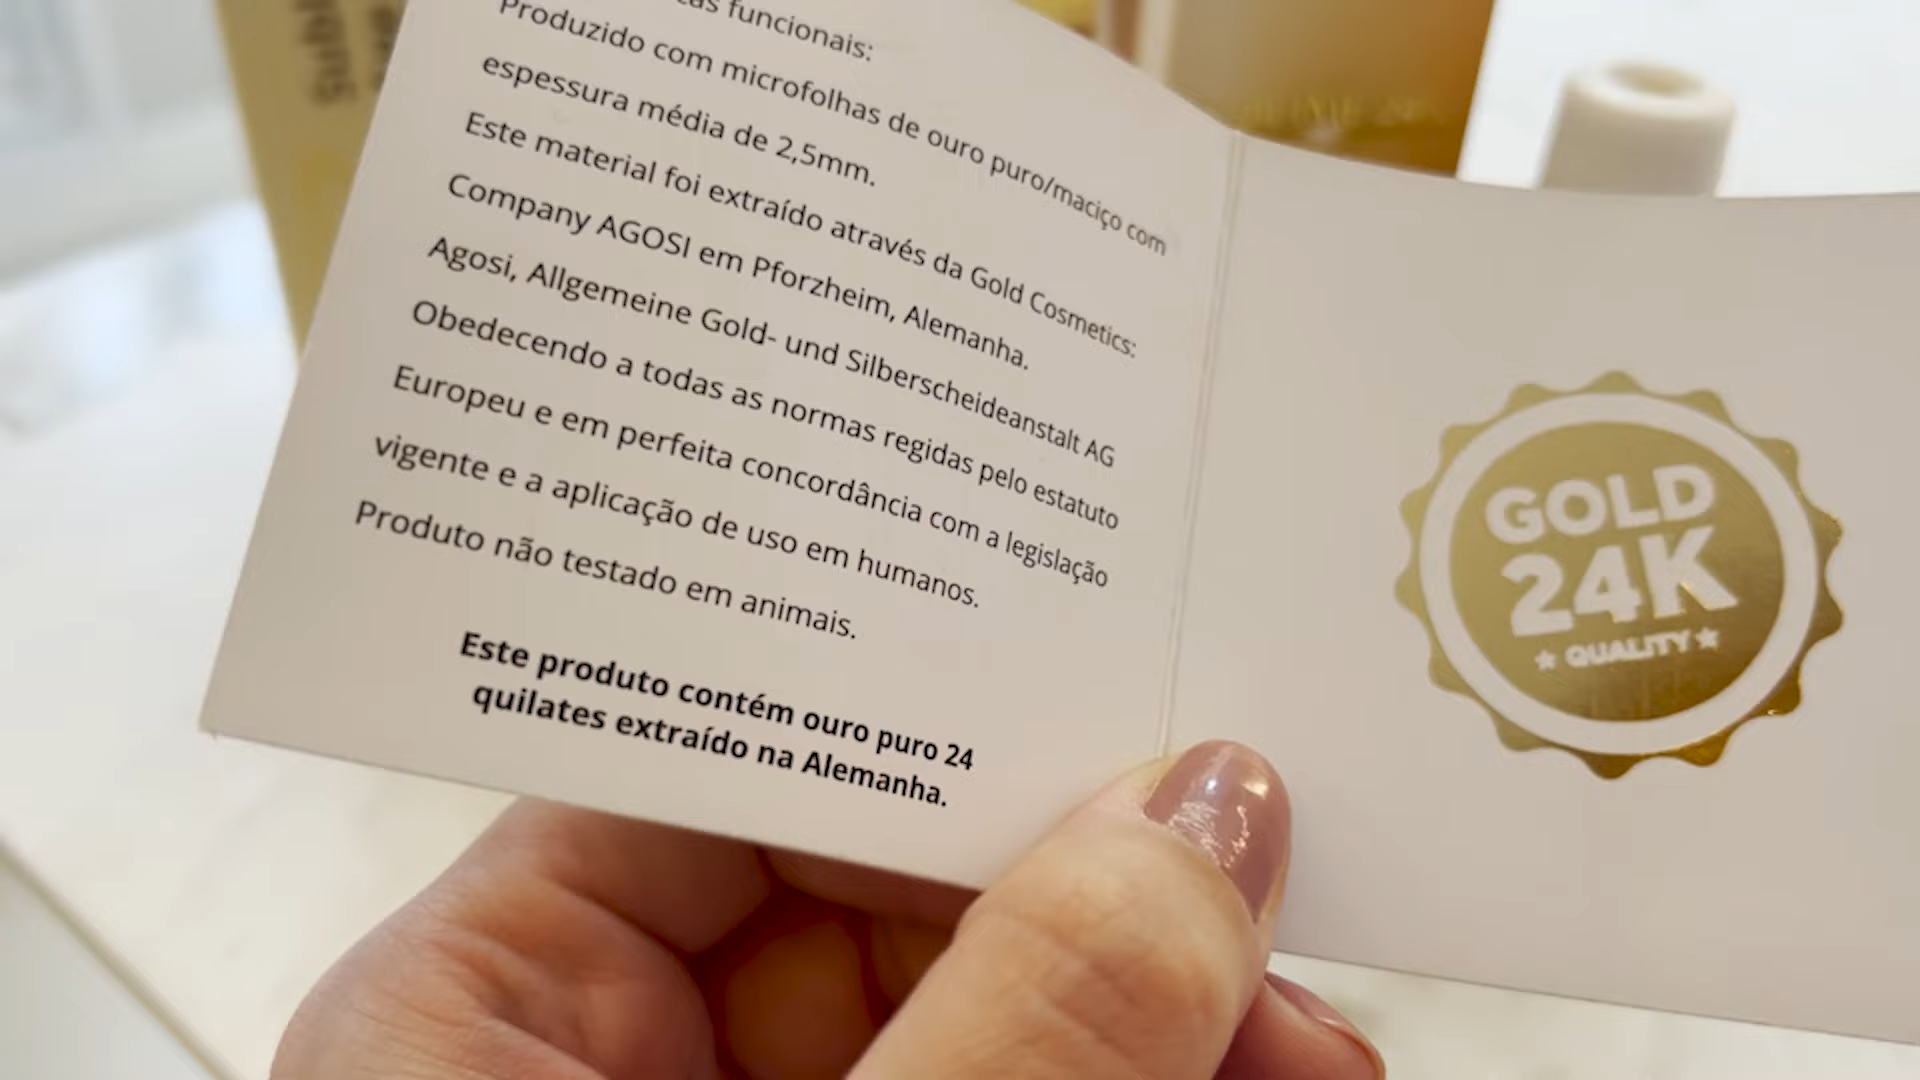 funcionais:
Produzido com microfolhas de ouro puro/maciço com
espessura média de 2,5mm.
Este material foi extraído através da Gold Cosmetics:
Company AGOSI em Pforzheim, Alemanha.
Agosi, Allgemeine Gold- und Silberscheideanstalt AG
Obedecendo a todas as normas regidas pelo estatuto
Europeu e em perfeita concordância com a legislação
vigente e a aplicação de uso em humanos.
Produto não testado em animais.
Este produto contém ouro puro 24
quilates extraído na Alemanha.
GOLD
24K
QUALITY